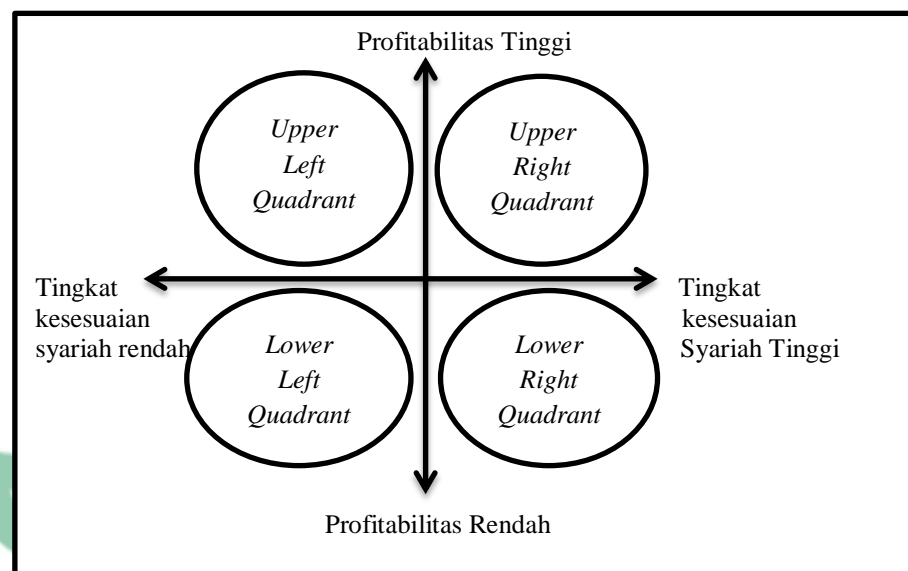 Profitabilitas Tinggi
Upper
Left
Quadrant
Upper
Right
Quadrant
Tingkat
kesesuaian
syariah rendah
Tingkat
kesesuaian
Syariah Tinggi
Lower
Left
Quadrant
Lower
Right
Quadrant
Profitabilitas Rendah